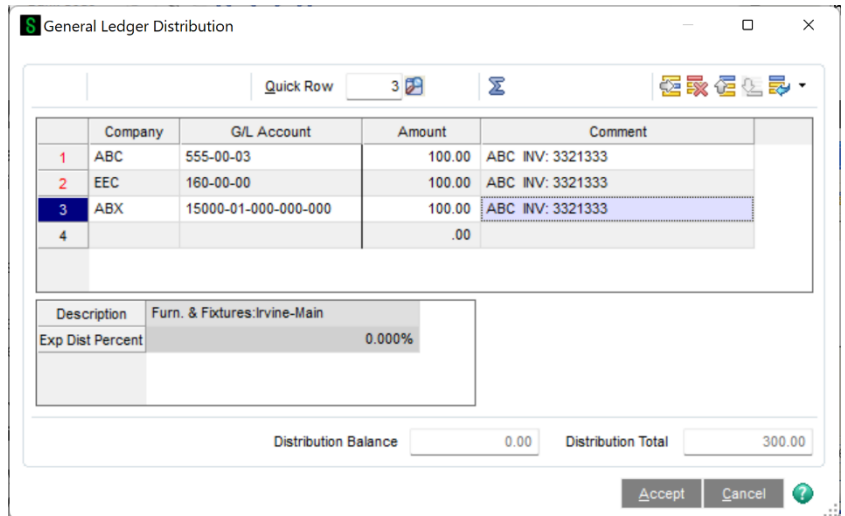 S General Ledger Distribution
Quick Row 3
Company G/L Account Amount Comment
1 ABC 555-00-03 100.00 ABC INV: 3321333
2 EEC 160-00-00 100.00 ABC INV: 3321333
3 ABX 15000-01-000-000-000 100.00 ABC INV: 3321333
4 .00
Description Furn. & Fixtures:Irvine-Main
Exp Dist Percent 0.000%
Distribution Balance 0.00 Distribution Total 300.00
Accept Cancel ?